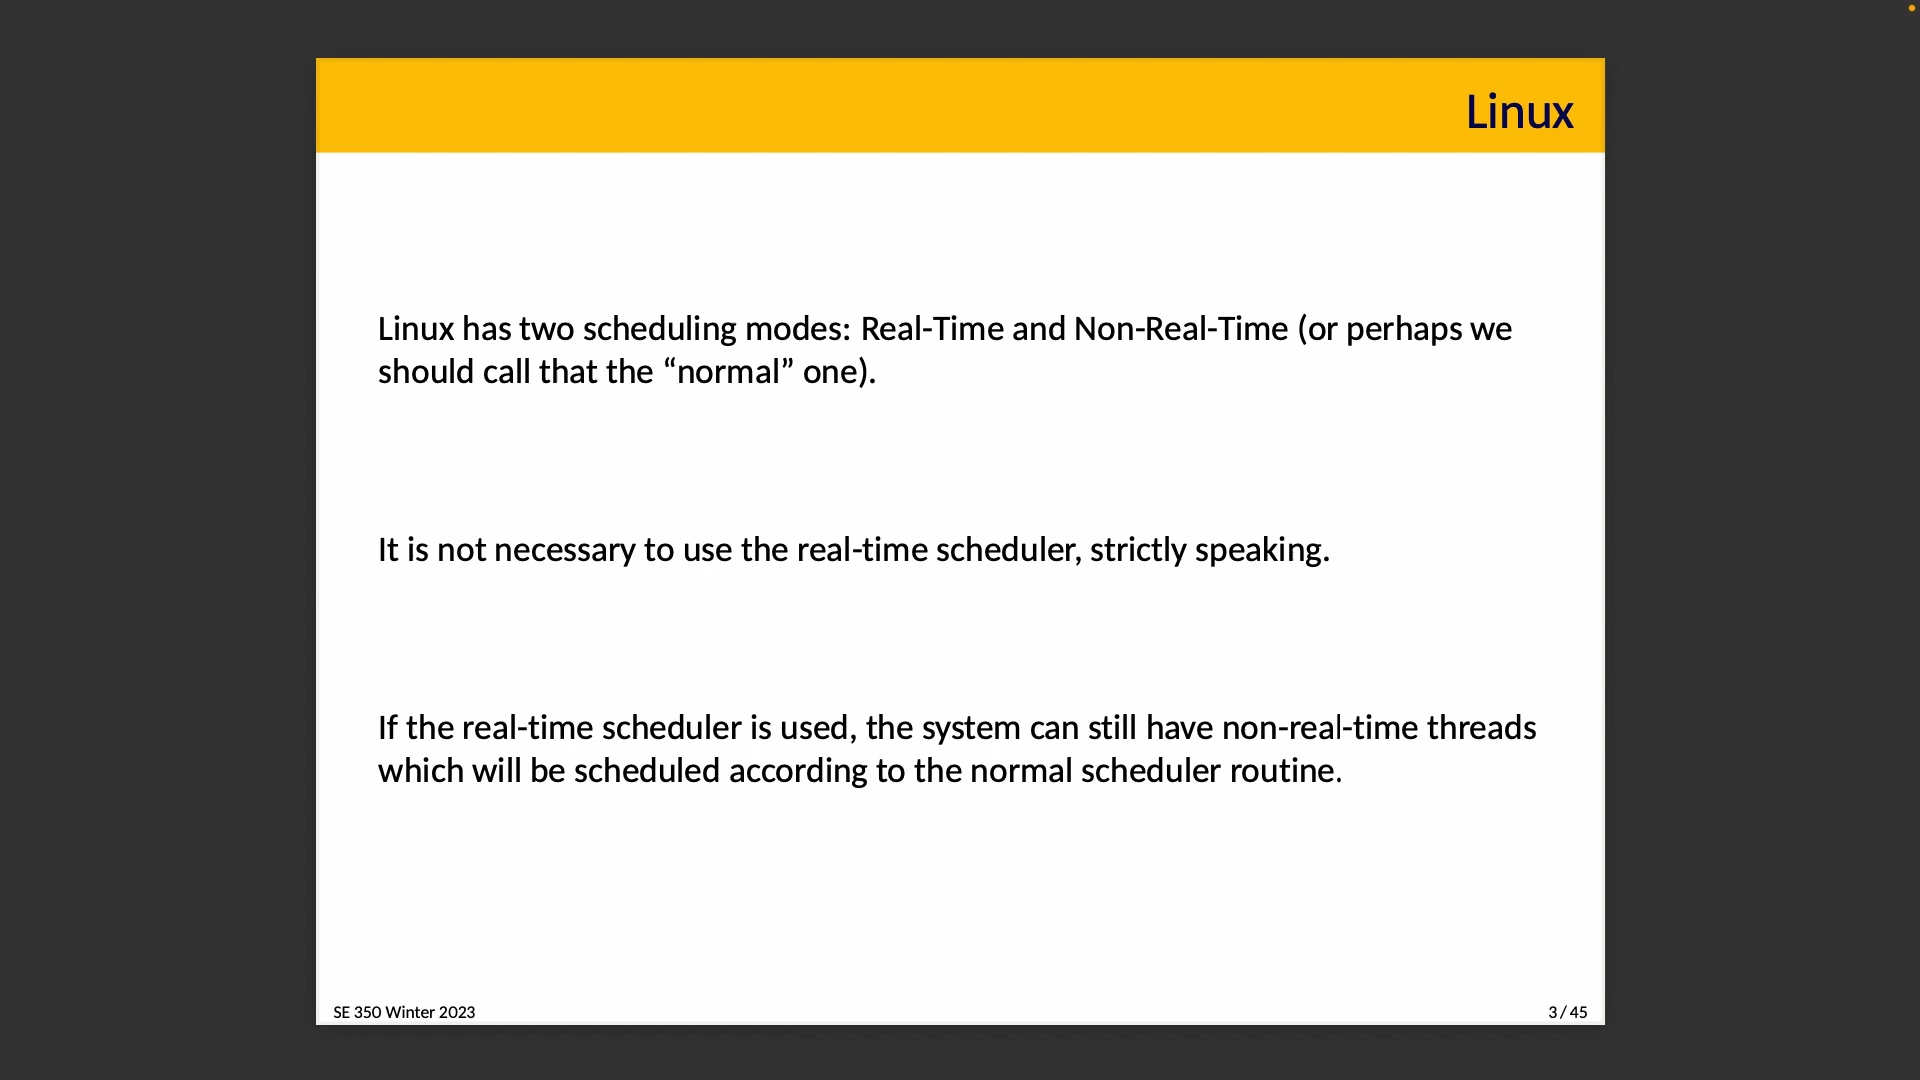 Linux
Linux has two scheduling modes: Real-Time and Non-Real-Time (or perhaps we
should call that the “normal” one).
It is not necessary to use the real-time scheduler, strictly speaking.
If the real-time scheduler is used, the system can still have non-real-time threads
which will be scheduled according to the normal scheduler routine.
SE 350 Winter 2023
3 / 45